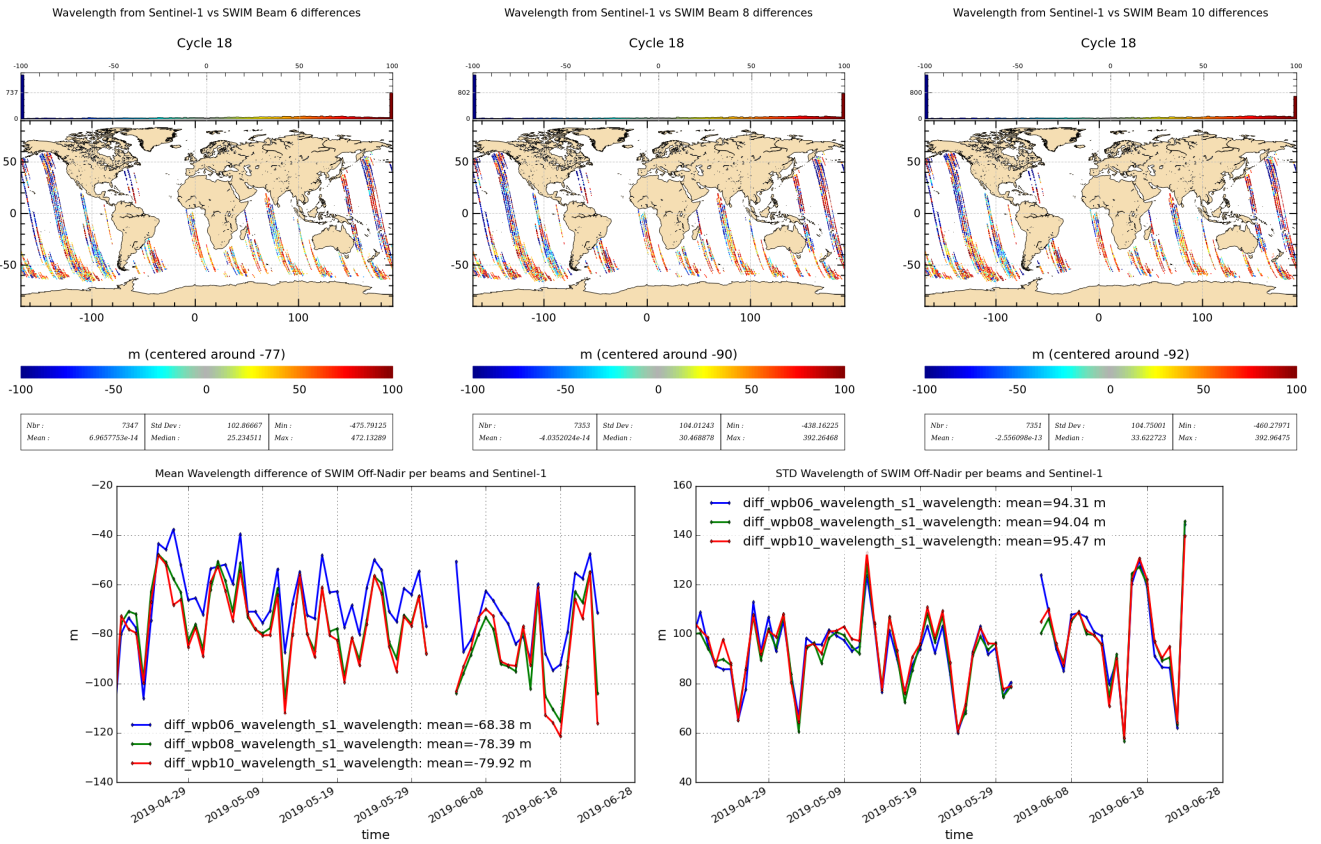 Wavelength from Sentinel-1 vs SWIM Beam 6 differences
Cycle 18
-100 -50 0 50 100
737
0
50
0
-50
-100 0 100
m (centered around -77)
-100 -50 0 50 100
Nbr : 7347 Std Dev : 102.86667 Min : -475.79125
Mean : 6.9657753e-14 Median : 25.234511 Max : 472.13289
Wavelength from Sentinel-1 vs SWIM Beam 8 differences
Cycle 18
-100 -50 0 50 100
802
0
50
0
-50
-100 0 100
m (centered around -90)
-100 -50 0 50 100
Nbr : 7353 Std Dev : 104.01243 Min : -438.16225
Mean : -4.0352024e-14 Median : 30.468878 Max : 392.26468
Wavelength from Sentinel-1 vs SWIM Beam 10 differences
Cycle 18
-100 -50 0 50 100
800
0
50
0
-50
-100 0 100
m (centered around -92)
-100 -50 0 50 100
Nbr : 7351 Std Dev : 104.75001 Min : -460.27971
Mean : -2.556098e-13 Median : 33.622723 Max : 392.96475
Mean Wavelength difference of SWIM Off-Nadir per beams and Sentinel-1
−20
−40
−60
−80
−100
−120
−140
m
diff_wpb06_wavelength_s1_wavelength: mean=-68.38 m
diff_wpb08_wavelength_s1_wavelength: mean=-78.39 m
diff_wpb10_wavelength_s1_wavelength: mean=-79.92 m
2019-04-29 2019-05-09 2019-05-19 2019-05-29 2019-06-08 2019-06-18 2019-06-28
time
STD Wavelength of SWIM Off-Nadir per beams and Sentinel-1
160
140
120
100
80
60
40
m
diff_wpb06_wavelength_s1_wavelength: mean=94.31 m
diff_wpb08_wavelength_s1_wavelength: mean=94.04 m
diff_wpb10_wavelength_s1_wavelength: mean=95.47 m
2019-04-29 2019-05-09 2019-05-19 2019-05-29 2019-06-08 2019-06-18 2019-06-28
time